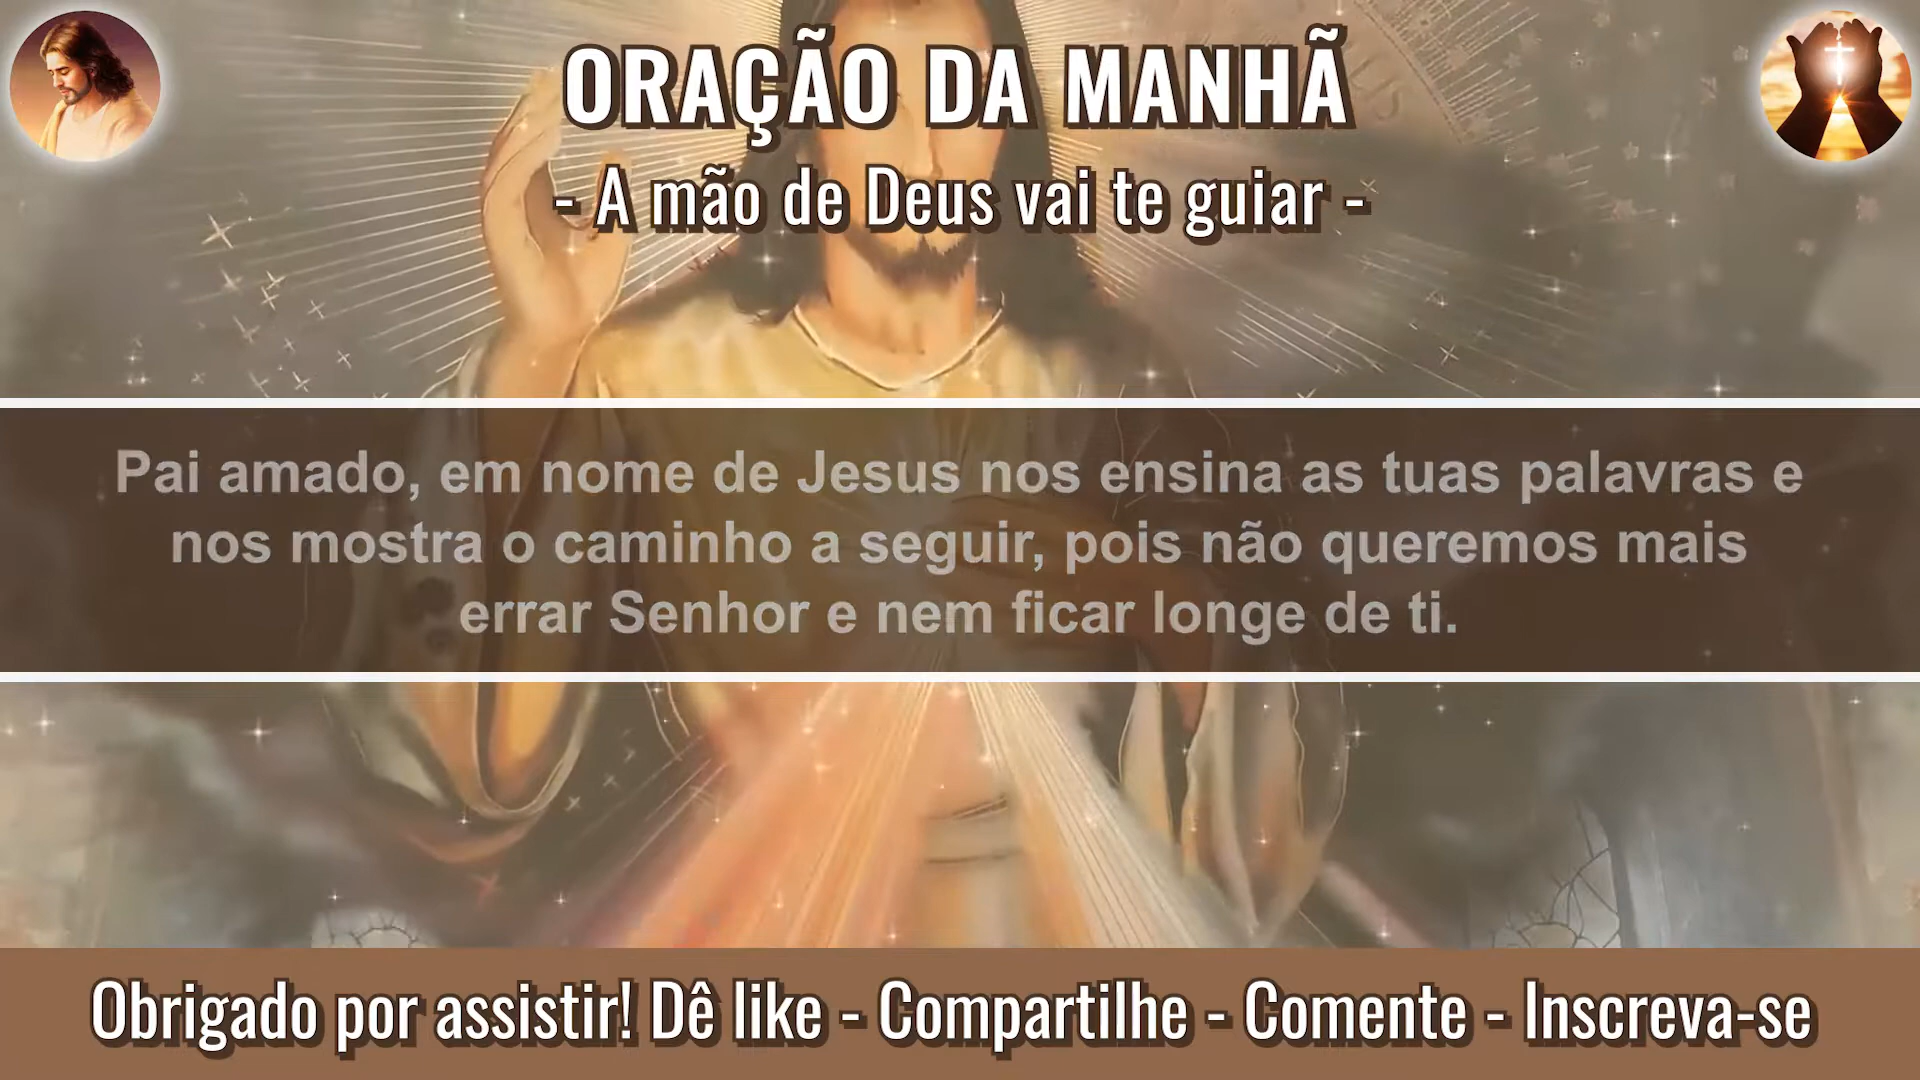 ORAÇÃO DA MANHÃ
- A mão de Deus vai te guiar -
Pai amado, em nome de Jesus nos ensina as tuas palavras e
nos mostra o caminho a seguir, pois não queremos mais
errar Senhor e nem ficar longe de ti.
Obrigado por assistir! Dê like - Compartilhe - Comente - Inscreva-se